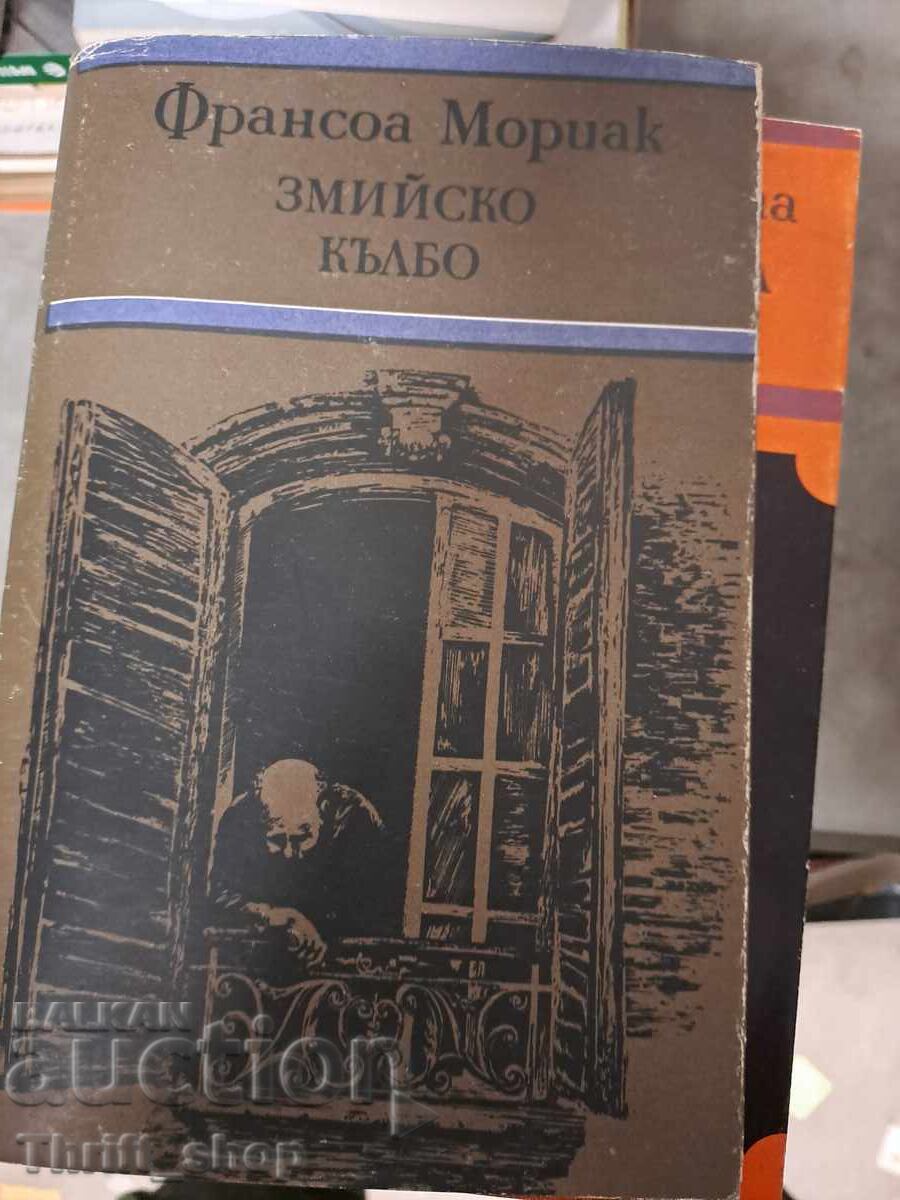 Франсоа Мориак
ЗМИЙСКО
КЪЛБО
BALKAN
auction
Thrift_shop